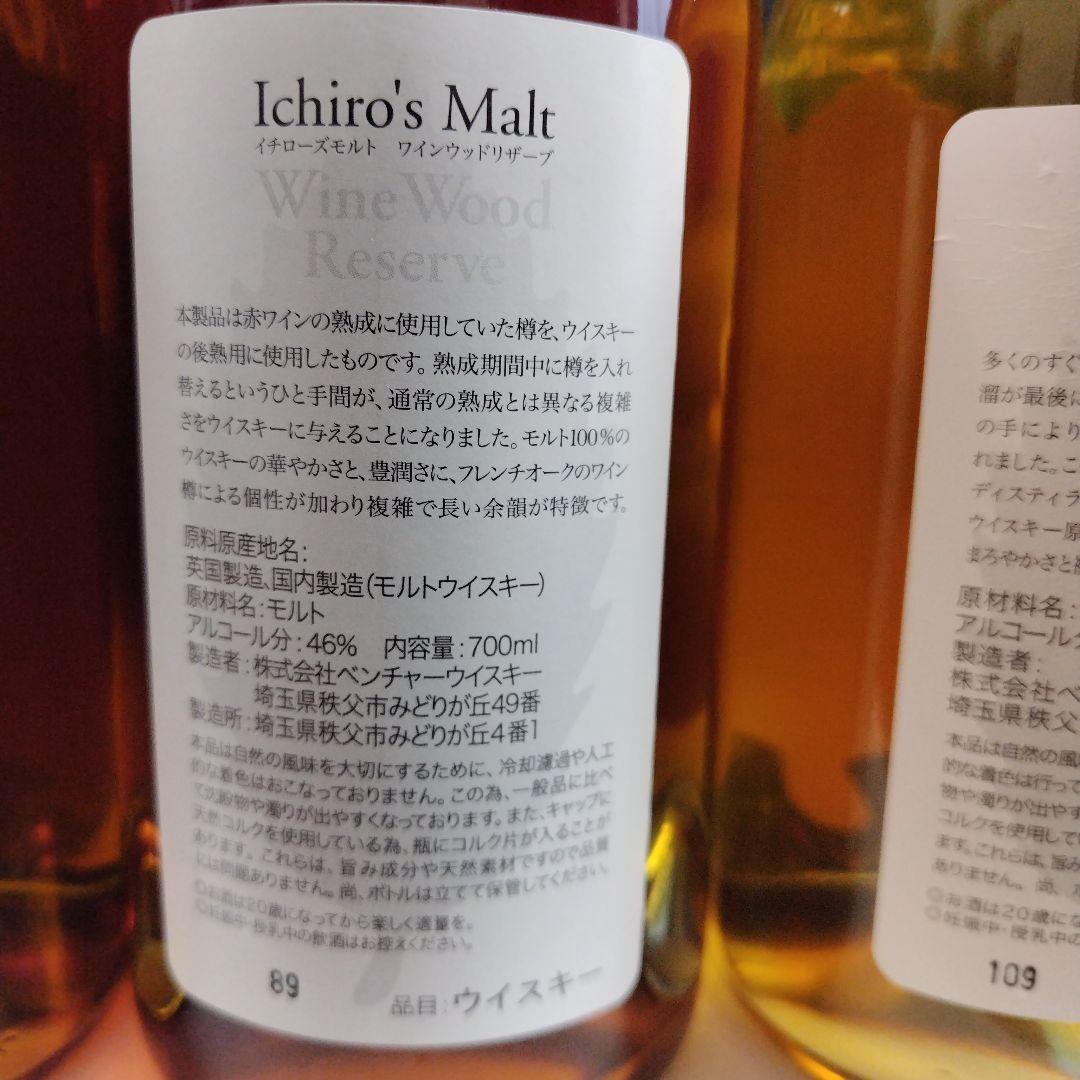 Ichiro's Malt
イチローズモルト　ワインウッドリザーブ
Wine Wood
Reserve
本製品は赤ワインの熟成に使用していた樽を、ウイスキー
の後熟用に使用したものです。熟成期間中に樽を入れ
替えるというひと手間が、通常の熟成とは異なる複雑
さをウイスキーに与えることになりました。モルト100%の
ウイスキーの華やかさと、豊潤さに、フレンチオークのワイン
樽による個性が加わり複雑で長い余韻が特徴です。
原料原産地名：
英国製造、国内製造（モルトウイスキー）
原材料名：モルト
アルコール分：46%　内容量：700ml
製造者：株式会社ベンチャーウイスキー
埼玉県秩父市みどりが丘49番
製造所：埼玉県秩父市みどりが丘4番1
本品は自然の風味を大切にするために、冷却濾過や人工
的な着色はおこなっておりません。この為、一般品に比べ
て沈殿物や濁りが出やすくなっております。また、キャップに
天然コルクを使用している為、瓶にコルク片が入ることが
あります。これらは、旨み成分や天然素材ですので品質
には問題ありません。尚、ボトルは立てて保管してください。
◎お酒は20歳になってから楽しく適量を。
◎妊娠中・授乳中の飲酒はお控えください。
89
品目：ウイスキー
多くのすぐ
溜が最後に
の手により
れました。こ
ディスティラ
ウイスキー原
まろやかさと
原材料名：
アルコール
製造者：
株式会社ベ
埼玉県秩父
本品は自然の風
的な着色は行って
物や濁りが出やす
コルクを使用して
ます。これらは、旨み
ありません。尚、
◎お酒は20歳にな
◎妊娠中・授乳中の
109